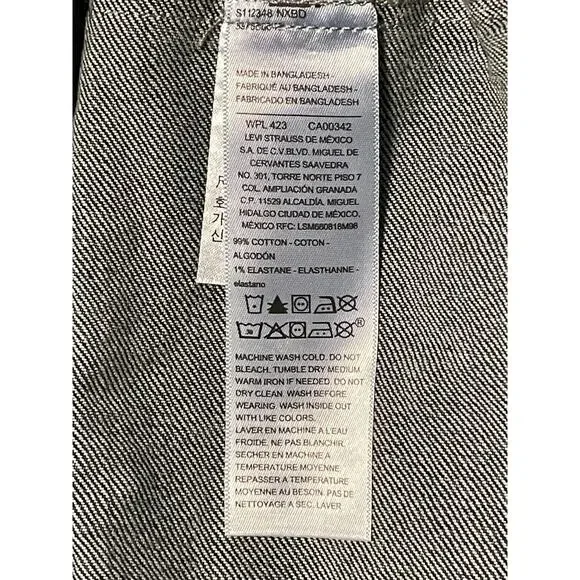 S112348/NXBD
MADE IN BANGLADESH -
FABRIQUÉ AU BANGLADESH -
FABRICADO EN BANGLADESH
WPL 423 CA00342
LEVI STRAUSS DE MÉXICO
S.A. DE C.V.BLVD. MIGUEL DE
CERVANTES SAAVEDRA
NO. 301, TORRE NORTE PISO 7
COL. AMPLIACIÓN GRANADA
C.P. 11529 ALCALDÍA. MIGUEL
HIDALGO CIUDAD DE MÉXICO.
MÉXICO RFC: LSM660818M98
99% COTTON - COTON -
ALGODÓN
1% ELASTANE - ELASTHANNE -
elastano
MACHINE WASH COLD. DO NOT
BLEACH. TUMBLE DRY MEDIUM.
WARM IRON IF NEEDED. DO NOT
DRY CLEAN. WASH BEFORE
WEARING. WASH INSIDE OUT
WITH LIKE COLORS.
LAVER EN MACHINE A L'EAU
FROIDE. NE PAS BLANCHIR.
SÉCHER EN MACHINE A
TEMPERATURE MOYENNE.
REPASSER A TEMPERATURE
MOYENNE AU BESOIN. PAS DE
NETTOYAGE A SEC. LAVER